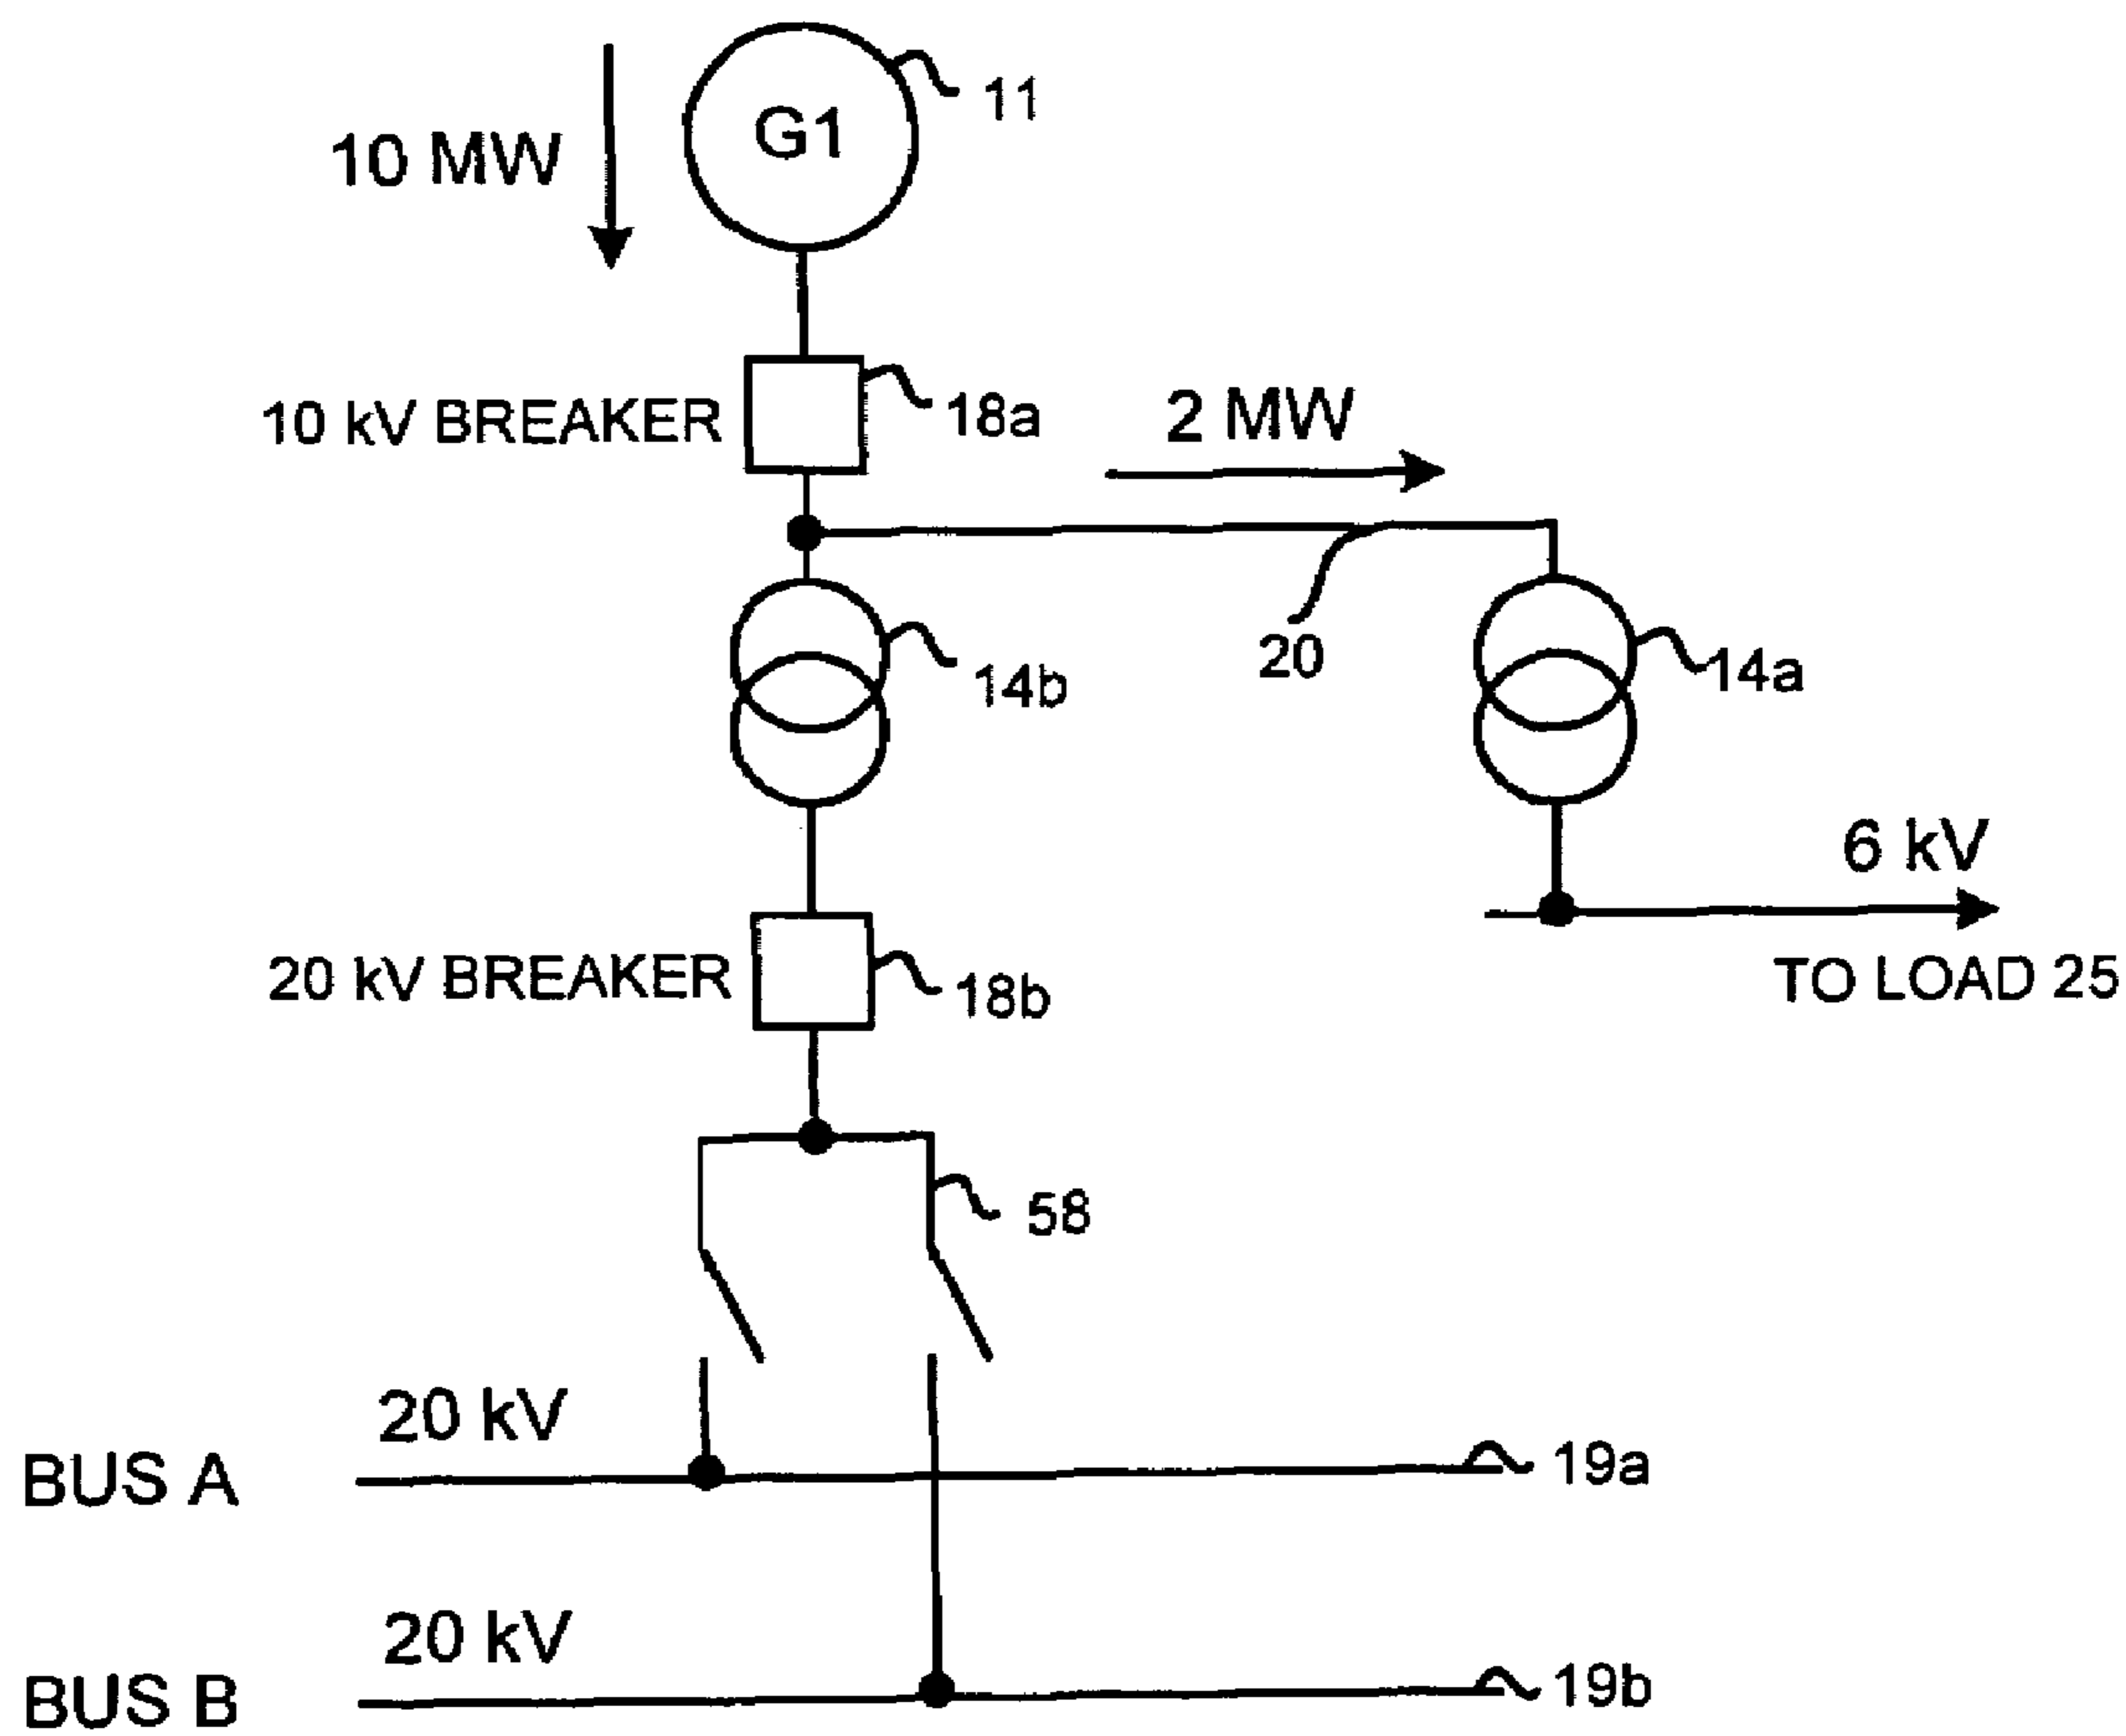 11
G1
10 MW
10 kV BREAKER
18a
2 MW
20
14b
14a
6 kV
TO LOAD 25
20 kV BREAKER
18b
58
20 kV
BUS A
19a
20 kV
BUS B
19b